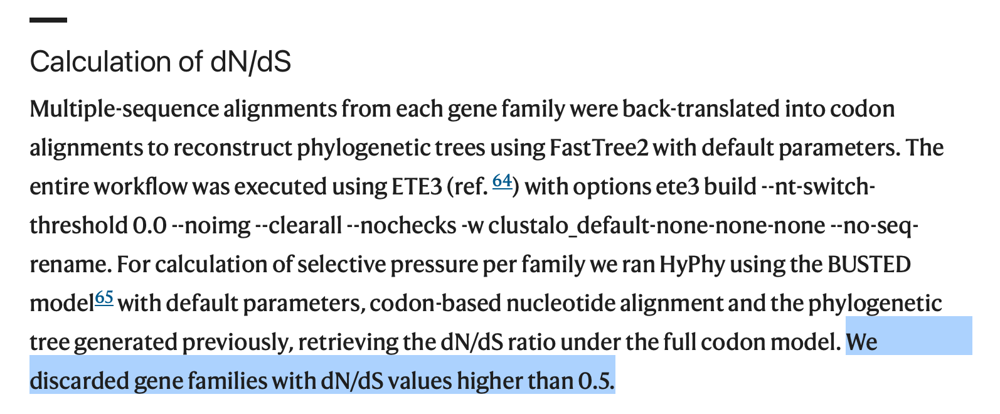 Calculation of dN/dS
Multiple-sequence alignments from each gene family were back-translated into codon
alignments to reconstruct phylogenetic trees using FastTree2 with default parameters. The
entire workflow was executed using ETE3 (ref. 64) with options ete3 build --nt-switch-
threshold 0.0 --noimg --clearall --nochecks -w clustalo_default-none-none-none --no-seq-
rename. For calculation of selective pressure per family we ran HyPhy using the BUSTED
model65 with default parameters, codon-based nucleotide alignment and the phylogenetic
tree generated previously, retrieving the dN/dS ratio under the full codon model. We
discarded gene families with dN/dS values higher than 0.5.